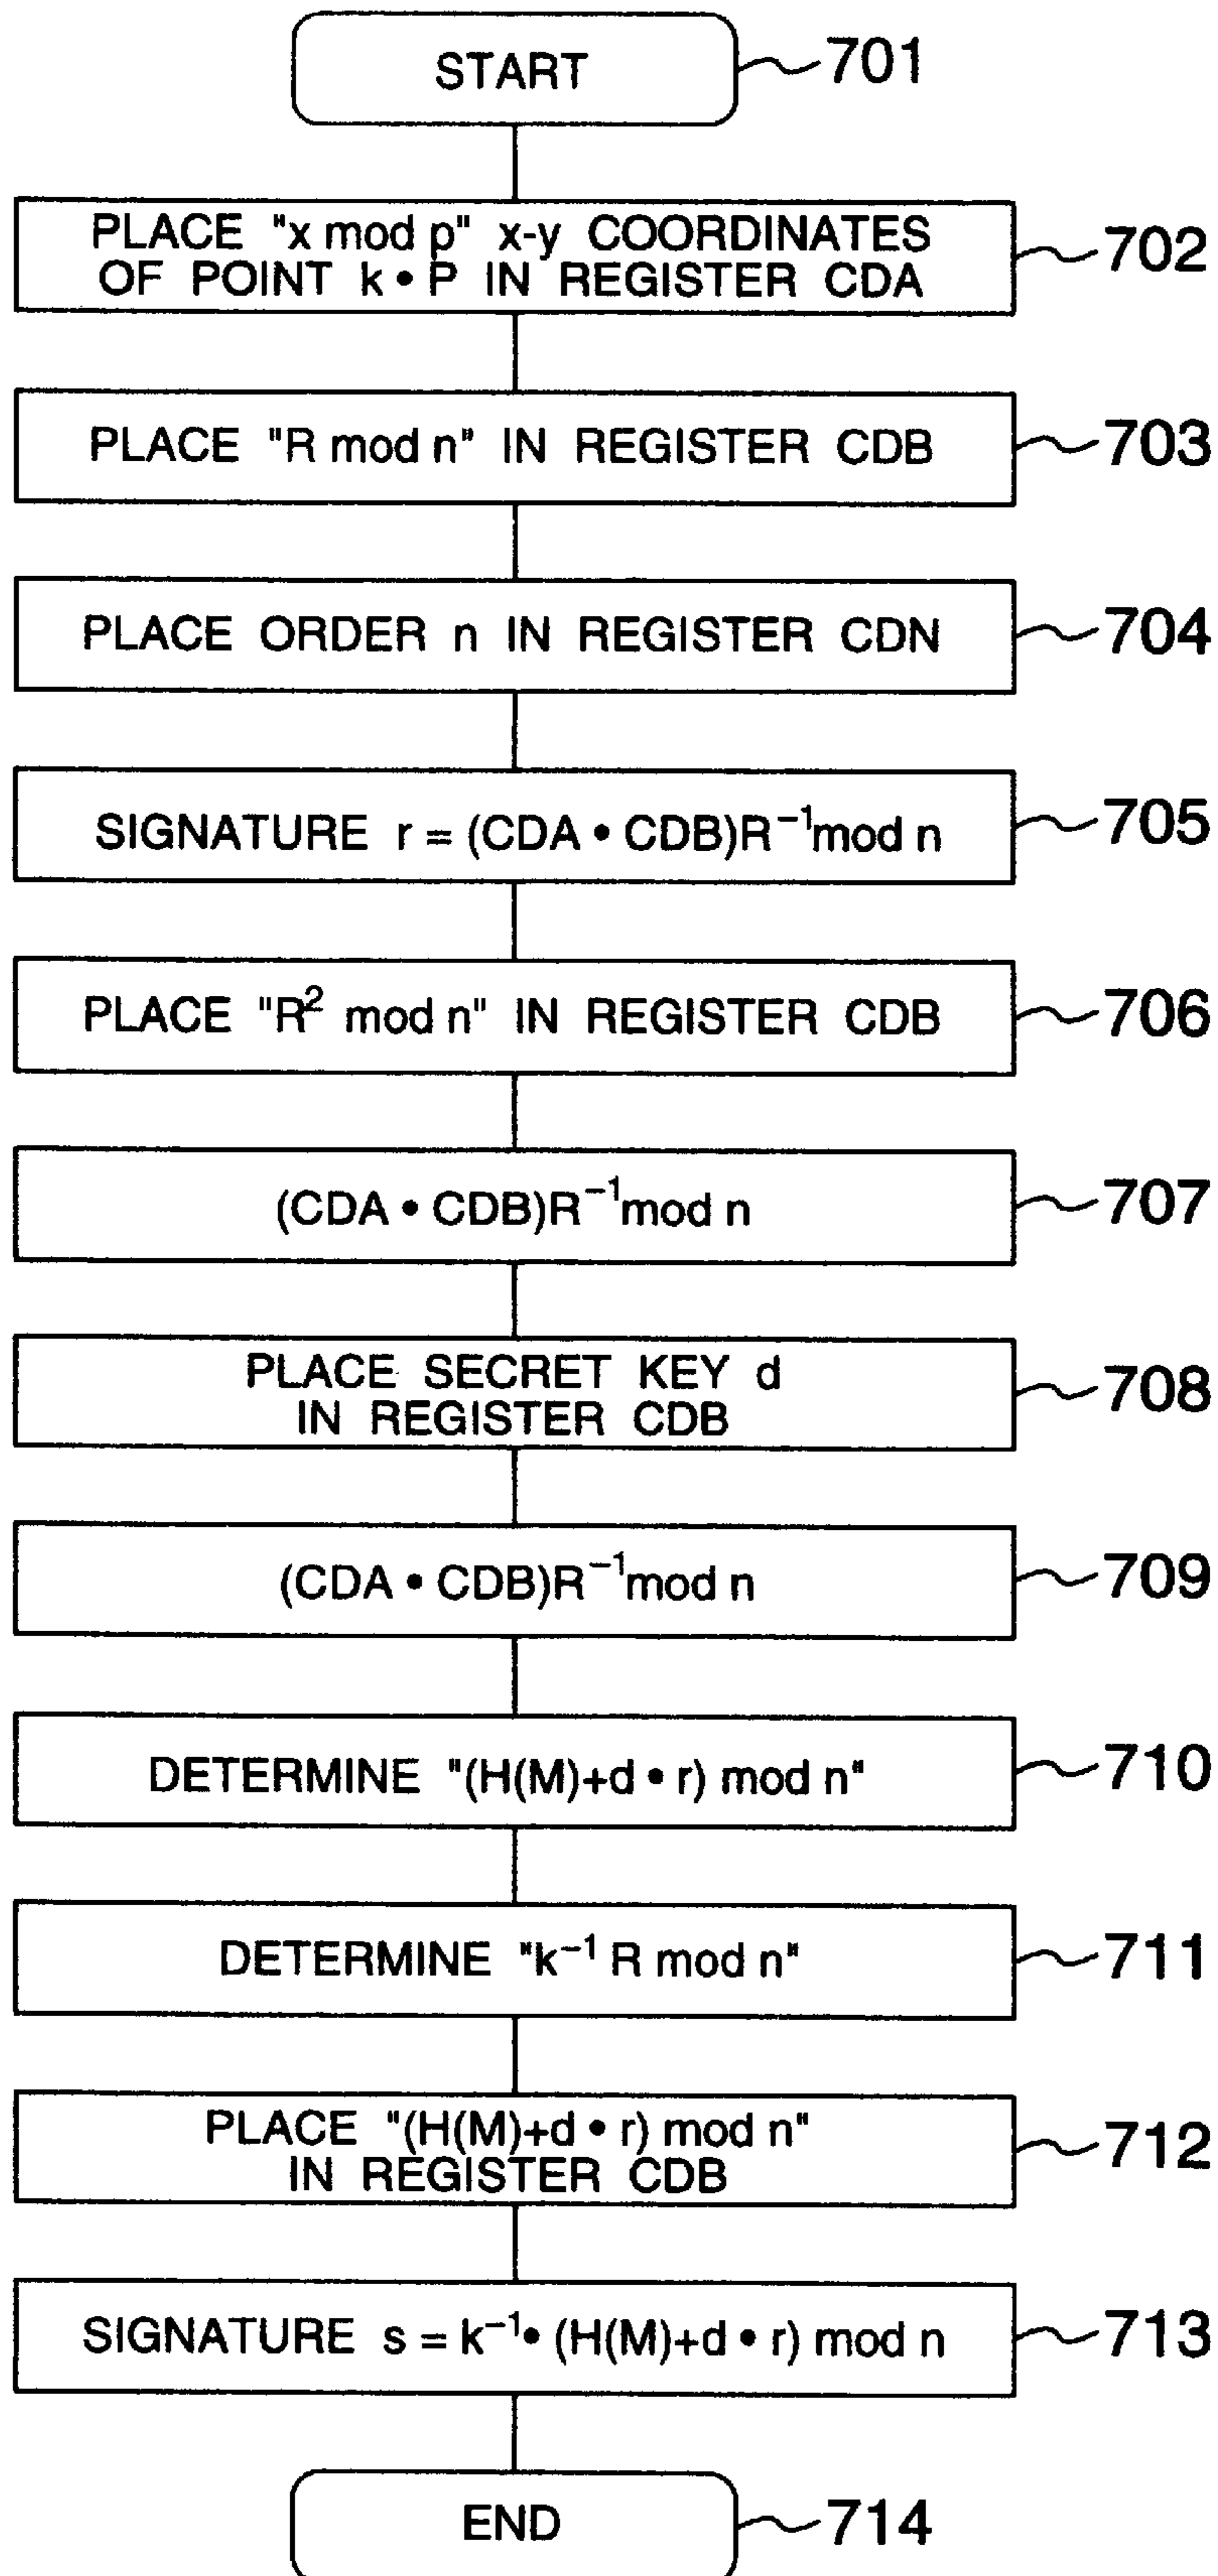 START
701
PLACE "x mod p" x-y COORDINATES
OF POINT k • P IN REGISTER CDA
702
PLACE "R mod n" IN REGISTER CDB
703
PLACE ORDER n IN REGISTER CDN
704
SIGNATURE r = (CDA • CDB)R⁻¹mod n
705
PLACE "R² mod n" IN REGISTER CDB
706
(CDA • CDB)R⁻¹mod n
707
PLACE SECRET KEY d
IN REGISTER CDB
708
(CDA • CDB)R⁻¹mod n
709
DETERMINE "(H(M)+d • r) mod n"
710
DETERMINE "k⁻¹ R mod n"
711
PLACE "(H(M)+d • r) mod n"
IN REGISTER CDB
712
SIGNATURE s = k⁻¹• (H(M)+d • r) mod n
713
END
714